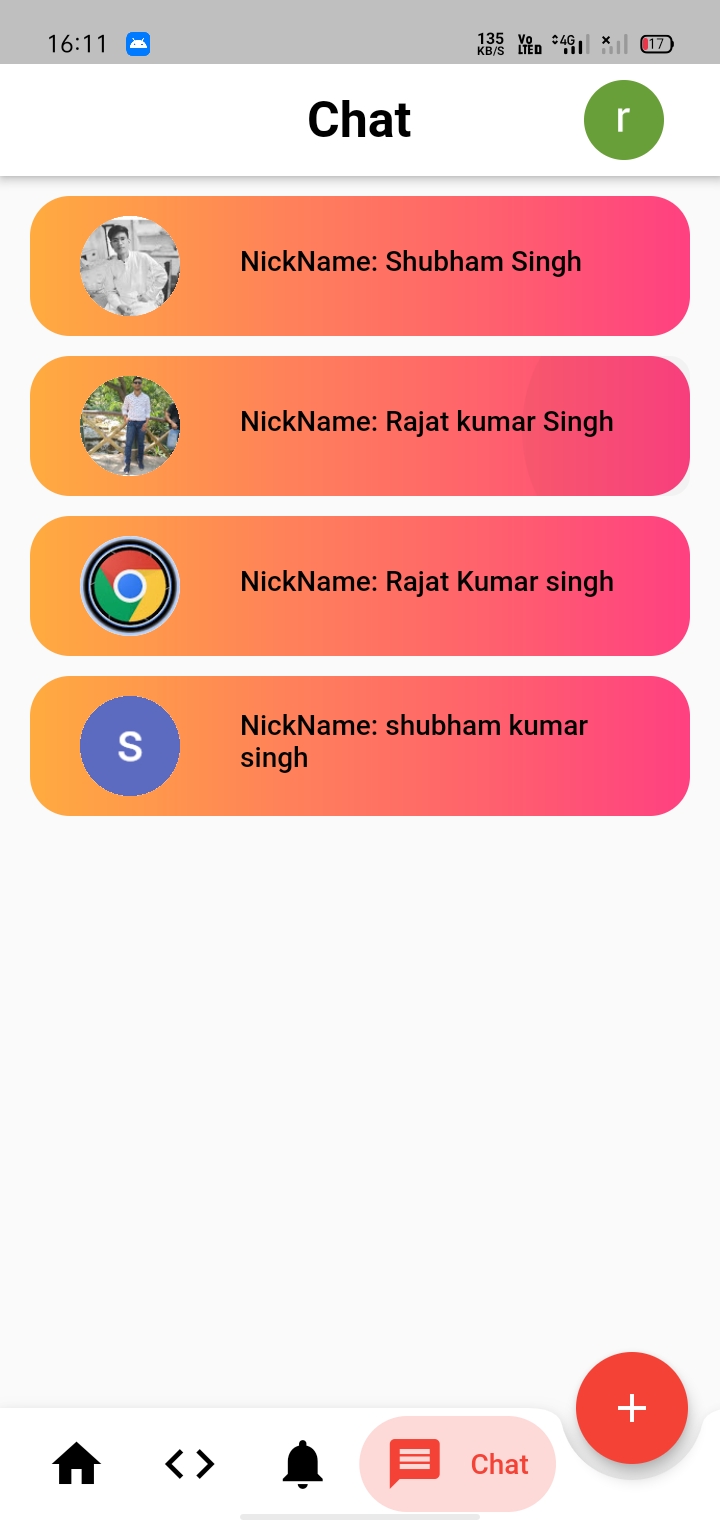 16:11
135
KB/S
Vo
LTED
4G
17
Chat
r
NickName: Shubham Singh
NickName: Rajat kumar Singh
NickName: Rajat Kumar singh
S
NickName: shubham kumar
singh
Chat